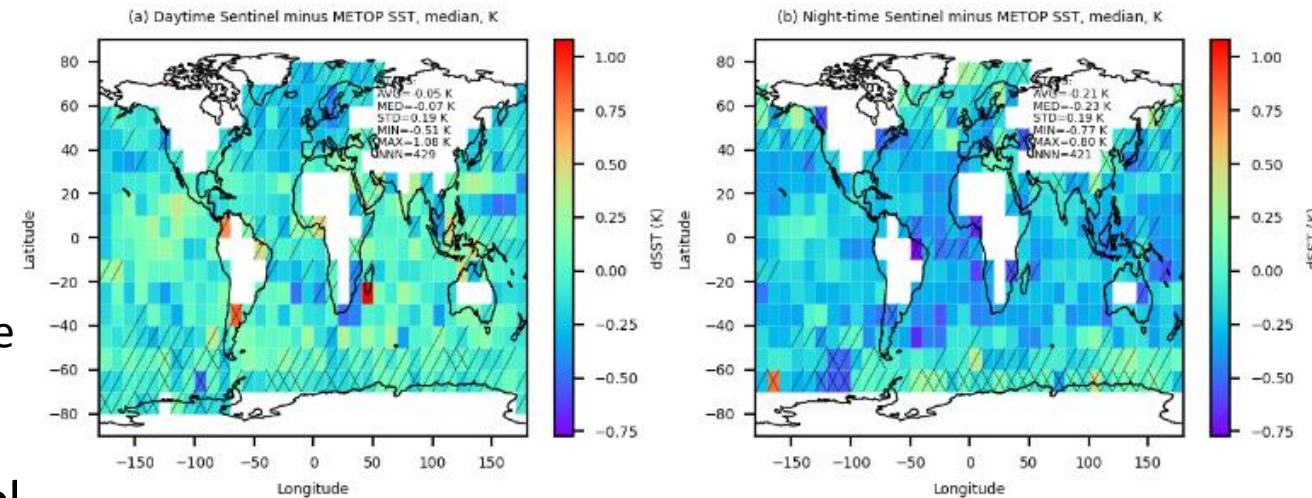 (a) Daytime Sentinel minus METOP SST, median, K
80
60
40
20
0
−20
−40
−60
−80
Latitude
−150 −100 −50 0 50 100 150
Longitude
AVG=-0.05 K
MED=-0.07 K
STD=0.19 K
MIN=-0.51 K
MAX=1.08 K
NNN=429
1.00
0.75
0.50
0.25
0.00
−0.25
−0.50
−0.75
dSST (K)
(b) Night-time Sentinel minus METOP SST, median, K
80
60
40
20
0
−20
−40
−60
−80
Latitude
−150 −100 −50 0 50 100 150
Longitude
AVG=-0.21 K
MED=-0.23 K
STD=0.19 K
MIN=-0.77 K
MAX=0.80 K
NNN=421
1.00
0.75
0.50
0.25
0.00
−0.25
−0.50
−0.75
dSST (K)
e
el